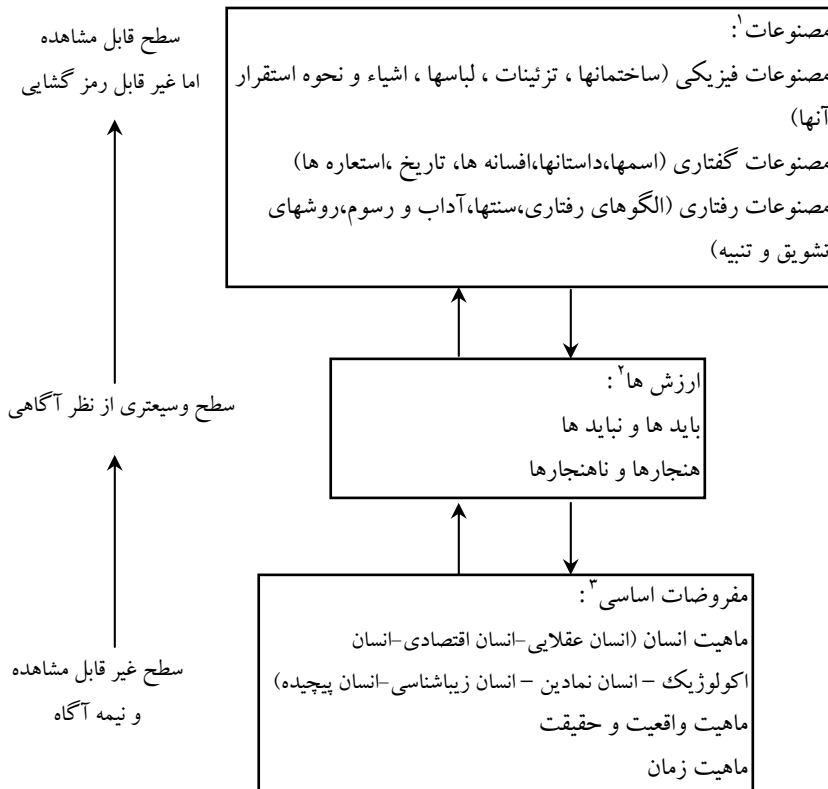 مصنوعات۱:
مصنوعات فیزیکی (ساختمانها ، تزئینات ، لباسها ، اشیاء و نحوه استقرار
آنها)
مصنوعات گفتاری (اسمها،داستانها،افسانه ها، تاریخ ،استعاره ها)
مصنوعات رفتاری (الگوهای رفتاری،سنتها،آداب و رسوم،روشهای
تشویق و تنبیه)
سطح قابل مشاهده
اما غیر قابل رمز گشایی
ارزش ها۲:
باید ها و نباید ها
هنجارها و ناهنجارها
سطح وسیعتری از نظر آگاهی
مفروضات اساسی۳:
ماهیت انسان (انسان عقلایی–انسان اقتصادی–انسان
اکولوژیک – انسان نمادین – انسان زیباشناسی–انسان پیچیده)
ماهیت واقعیت و حقیقت
ماهیت زمان
سطح غیر قابل مشاهده
و نیمه آگاه